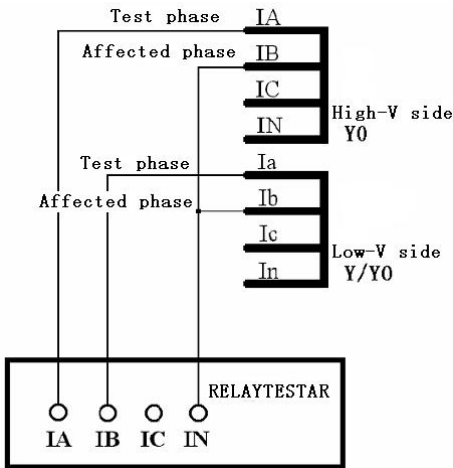 Test phase IA
Affected phase IB
IC
High-V side
IN Y0
Test phase Ia
Affected phase Ib
Ic
Low-V side
In Y/Y0
RELAYTESTAR
IA IB IC IN